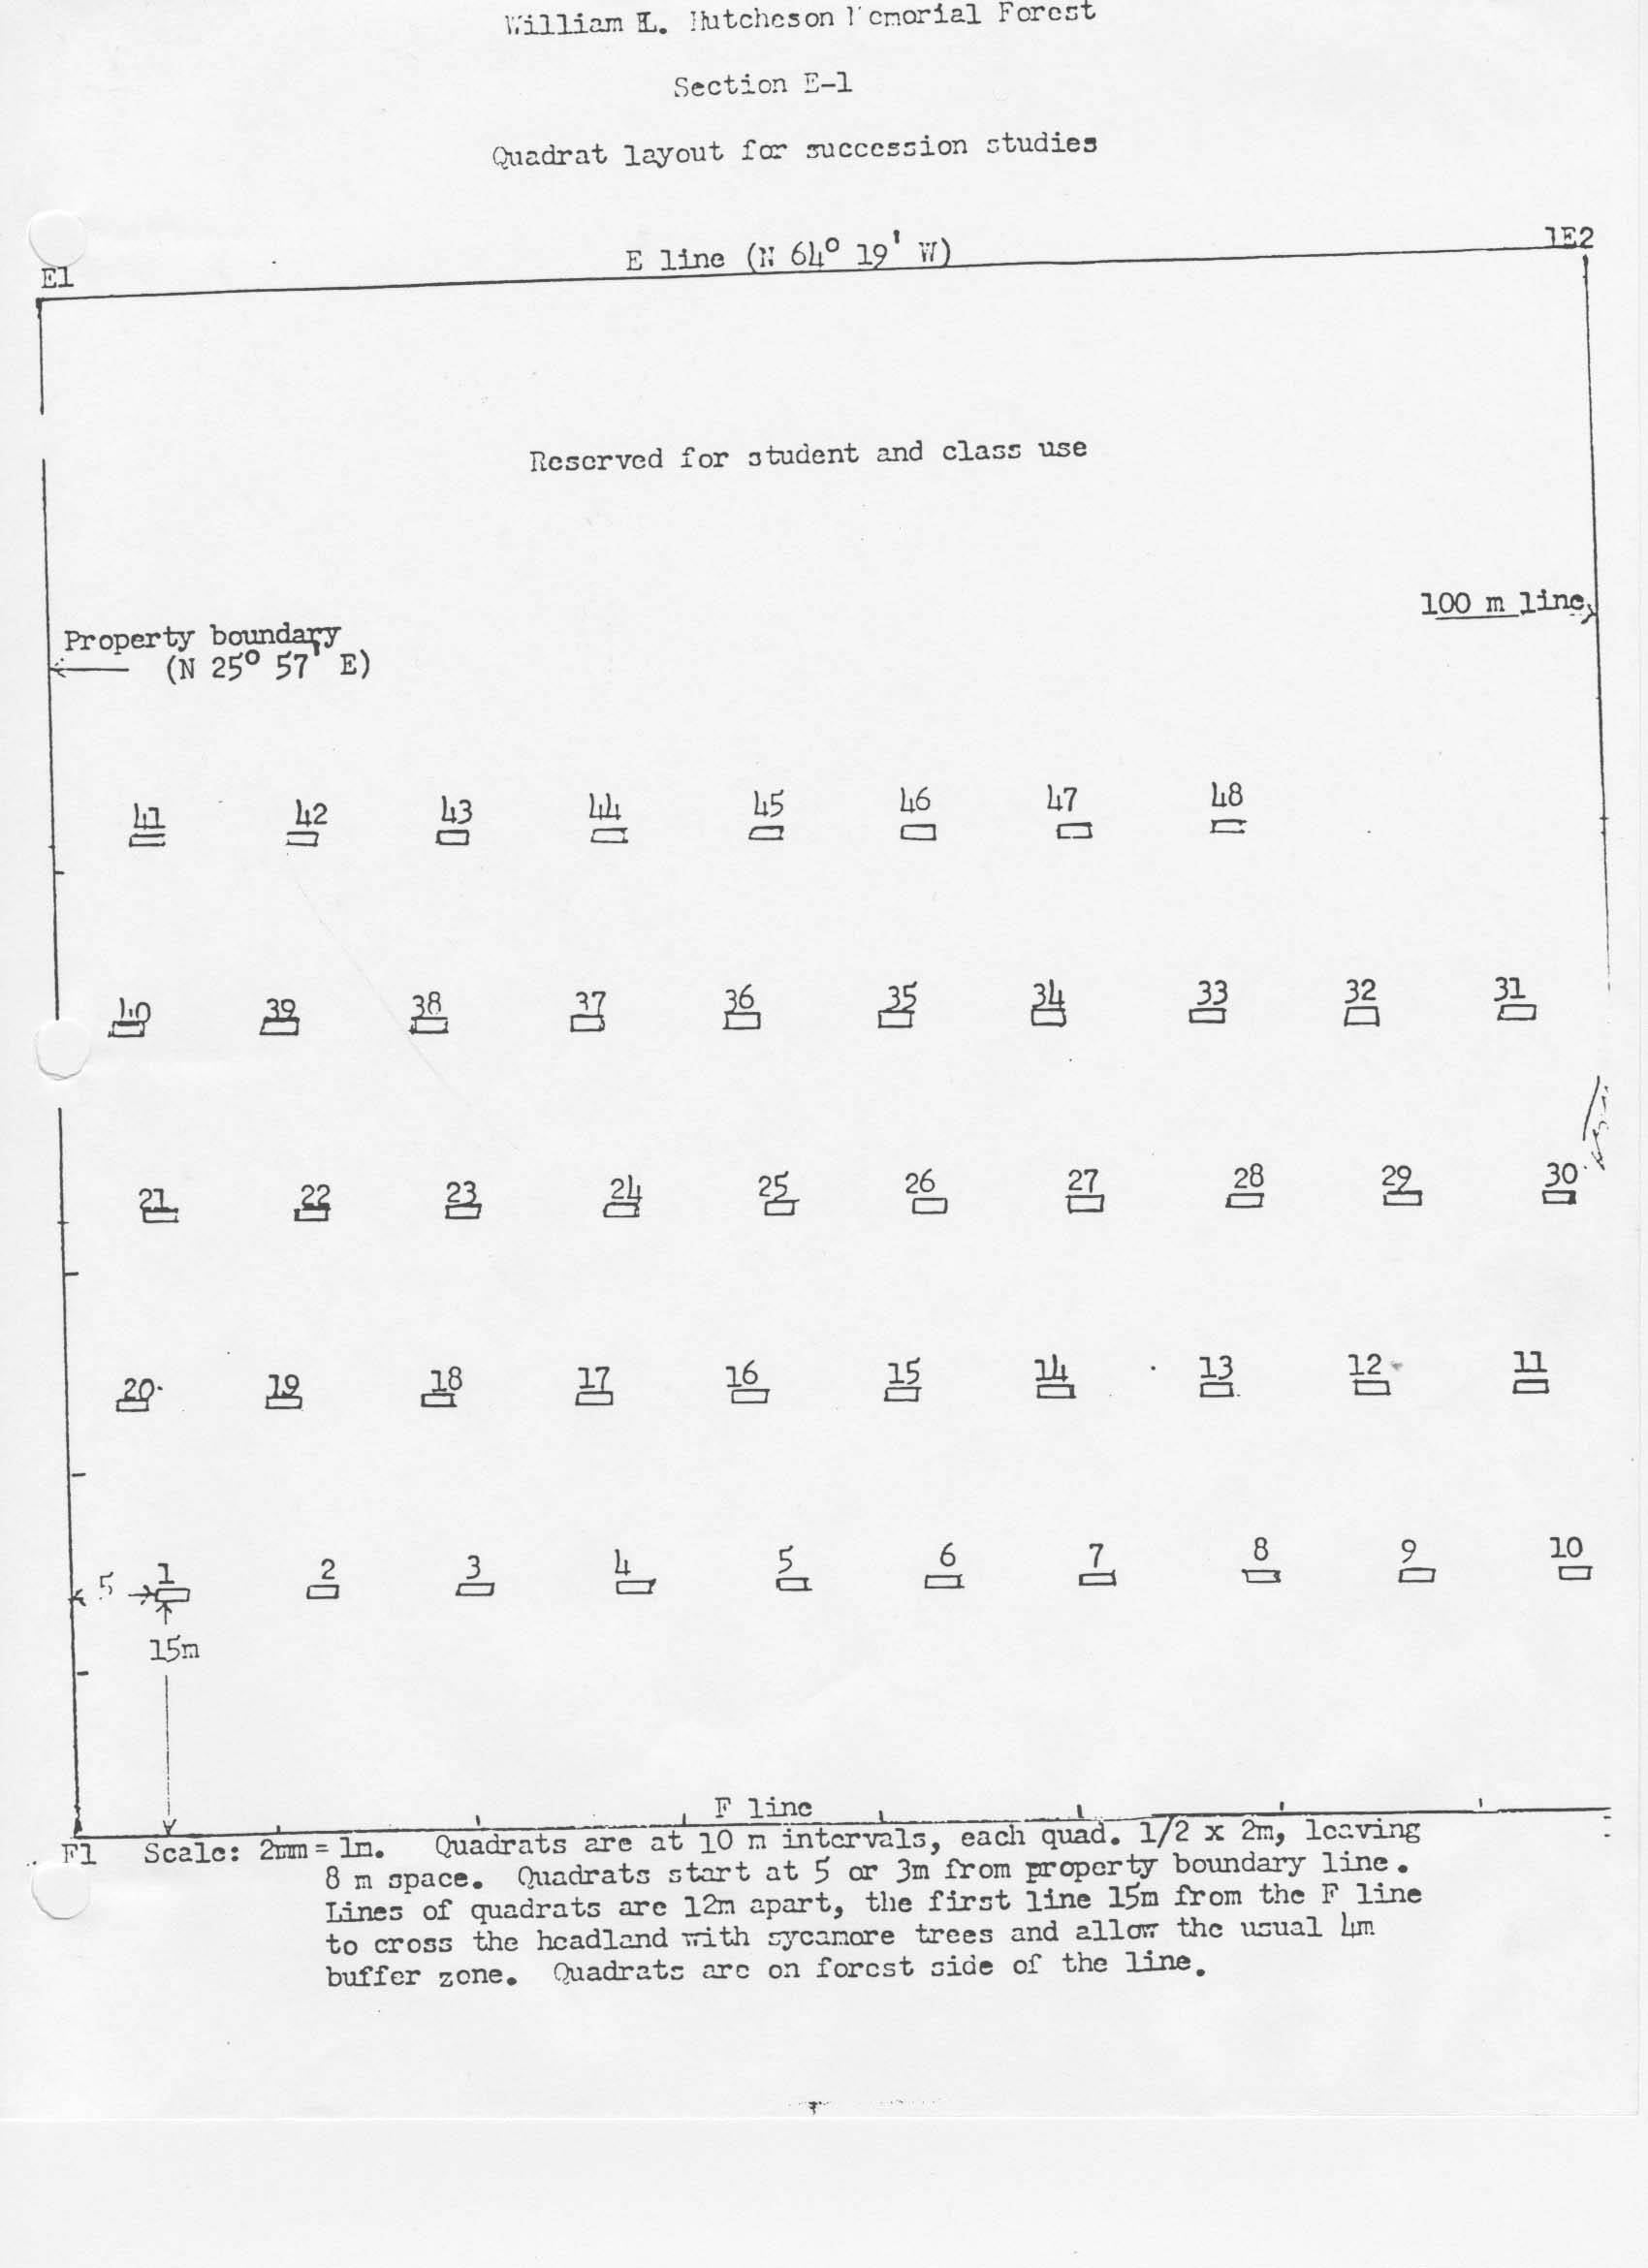 William L. Hutcheson Memorial Forest
Section E-1
Quadrat layout for succession studies
E line (N 64° 19' W)
1E2
E1
Reserved for student and class use
100 m line
Property boundary
(N 25° 57' E)
41 42 43 44 45 46 47 48
40 39 38 37 36 35 34 33 32 31
21 22 23 24 25 26 27 28 29 30
20 19 18 17 16 15 14 13 12 11
1 2 3 4 5 6 7 8 9 10
5
15m
F line
F1 Scale: 2mm = 1m. Quadrats are at 10 m intervals, each quad. 1/2 x 2m, leaving
8 m space. Quadrats start at 5 or 3m from property boundary line.
Lines of quadrats are 12m apart, the first line 15m from the F line
to cross the headland with sycamore trees and allow the usual 4m
buffer zone. Quadrats are on forest side of the line.